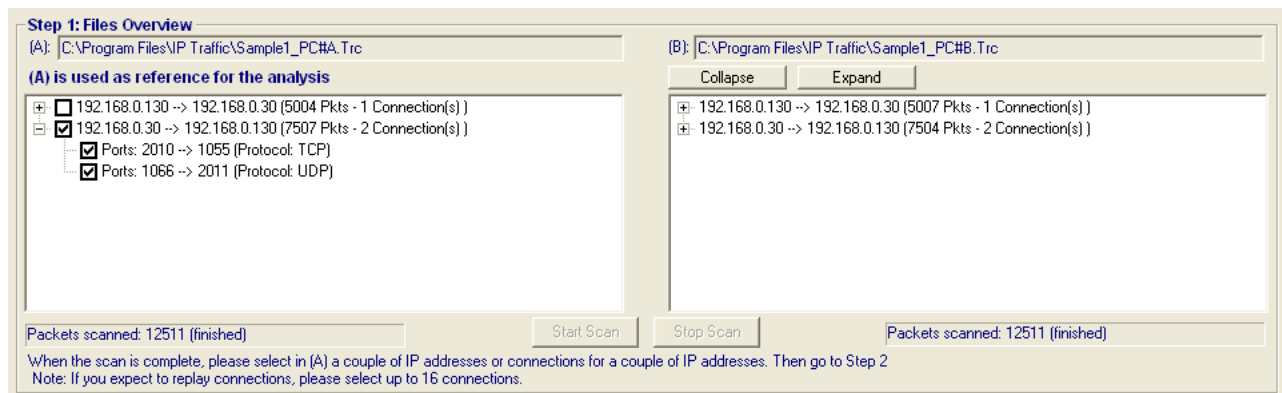 Step 1: Files Overview
(A): C:\Program Files\IP Traffic\Sample1_PC#A.Trc
(B): C:\Program Files\IP Traffic\Sample1_PC#B.Trc
(A) is used as reference for the analysis
Collapse
Expand
192.168.0.130 --> 192.168.0.30 (5004 Pkts - 1 Connection(s) )
192.168.0.30 --> 192.168.0.130 (7507 Pkts - 2 Connection(s) )
Ports: 2010 --> 1055 (Protocol: TCP)
Ports: 1066 --> 2011 (Protocol: UDP)
192.168.0.130 --> 192.168.0.30 (5007 Pkts - 1 Connection(s) )
192.168.0.30 --> 192.168.0.130 (7504 Pkts - 2 Connection(s) )
Packets scanned: 12511 (finished)
Start Scan
Stop Scan
Packets scanned: 12511 (finished)
When the scan is complete, please select in (A) a couple of IP addresses or connections for a couple of IP addresses. Then go to Step 2
Note: If you expect to replay connections, please select up to 16 connections.